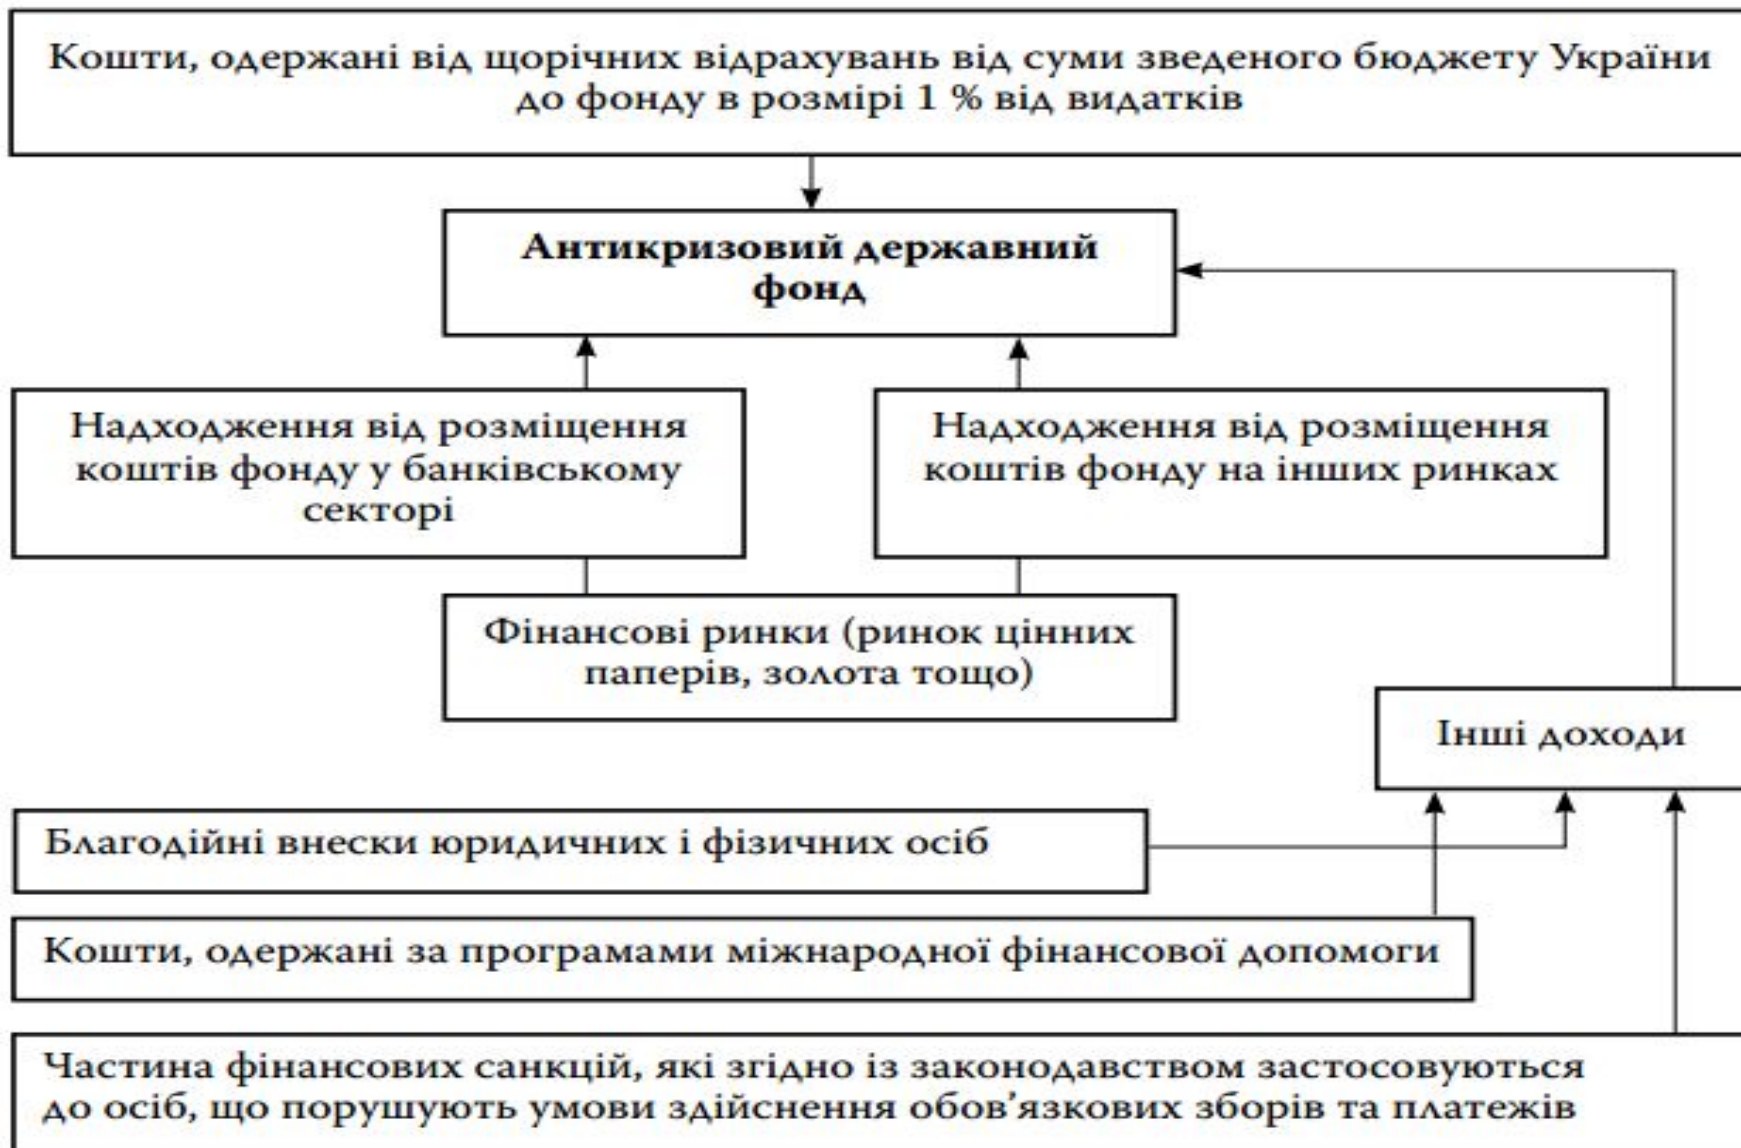 Кошти, одержані від щорічних відрахувань від суми зведеного бюджету України
до фонду в розмірі 1 % від видатків
Антикризовий державний
фонд
Надходження від розміщення
коштів фонду у банківському
секторі
Надходження від розміщення
коштів фонду на інших ринках
Фінансові ринки (ринок цінних
паперів, золота тощо)
Інші доходи
Благодійні внески юридичних і фізичних осіб
Кошти, одержані за програмами міжнародної фінансової допомоги
Частина фінансових санкцій, які згідно із законодавством застосовуються
до осіб, що порушують умови здійснення обов’язкових зборів та платежів